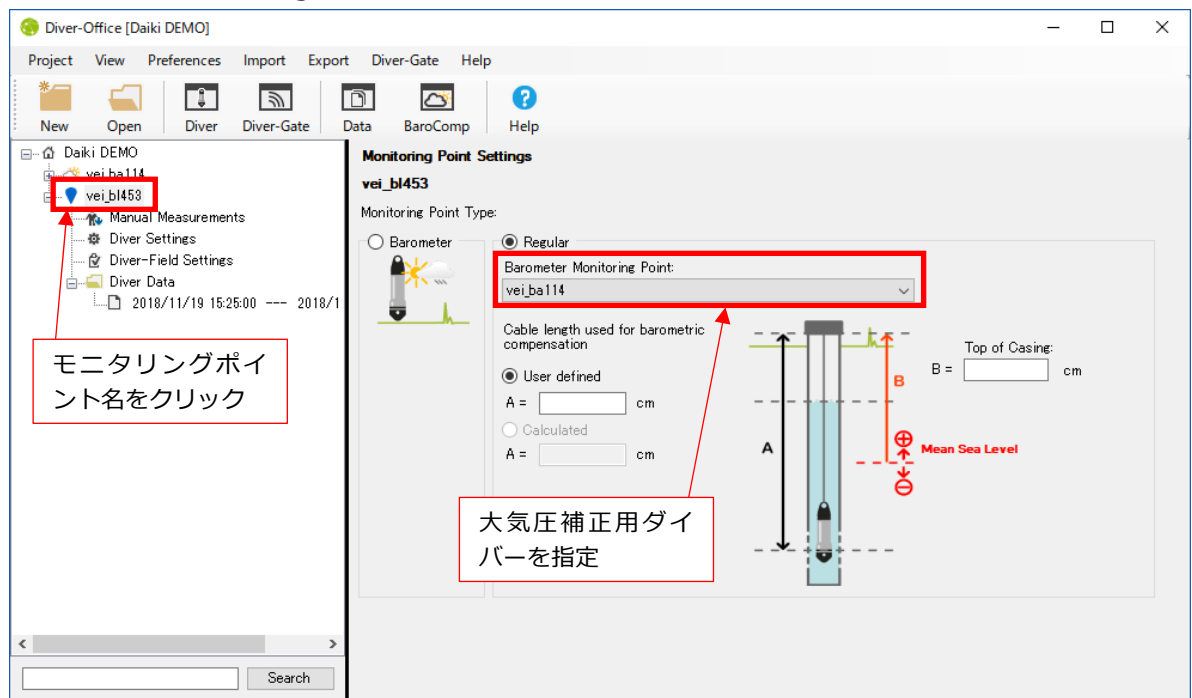 Diver-Office [Daiki DEMO]
Project View Preferences Import Export Diver-Gate Help
New Open Diver Diver-Gate Data BaroComp Help
Daiki DEMO
vei_ba114
vei_bl453
Manual Measurements
Diver Settings
Diver-Field Settings
Diver Data
2018/11/19 15:25:00 --- 2018/1
モニタリングポイ
ント名をクリック
Search
Monitoring Point Settings
vei_bl453
Monitoring Point Type:
Barometer
Regular
Barometer Monitoring Point:
vei_ba114
Cable length used for barometric
compensation
User defined
A = cm
Calculated
A = cm
A
B
Top of Casing:
B = cm
Mean Sea Level
大気圧補正用ダイ
バーを指定